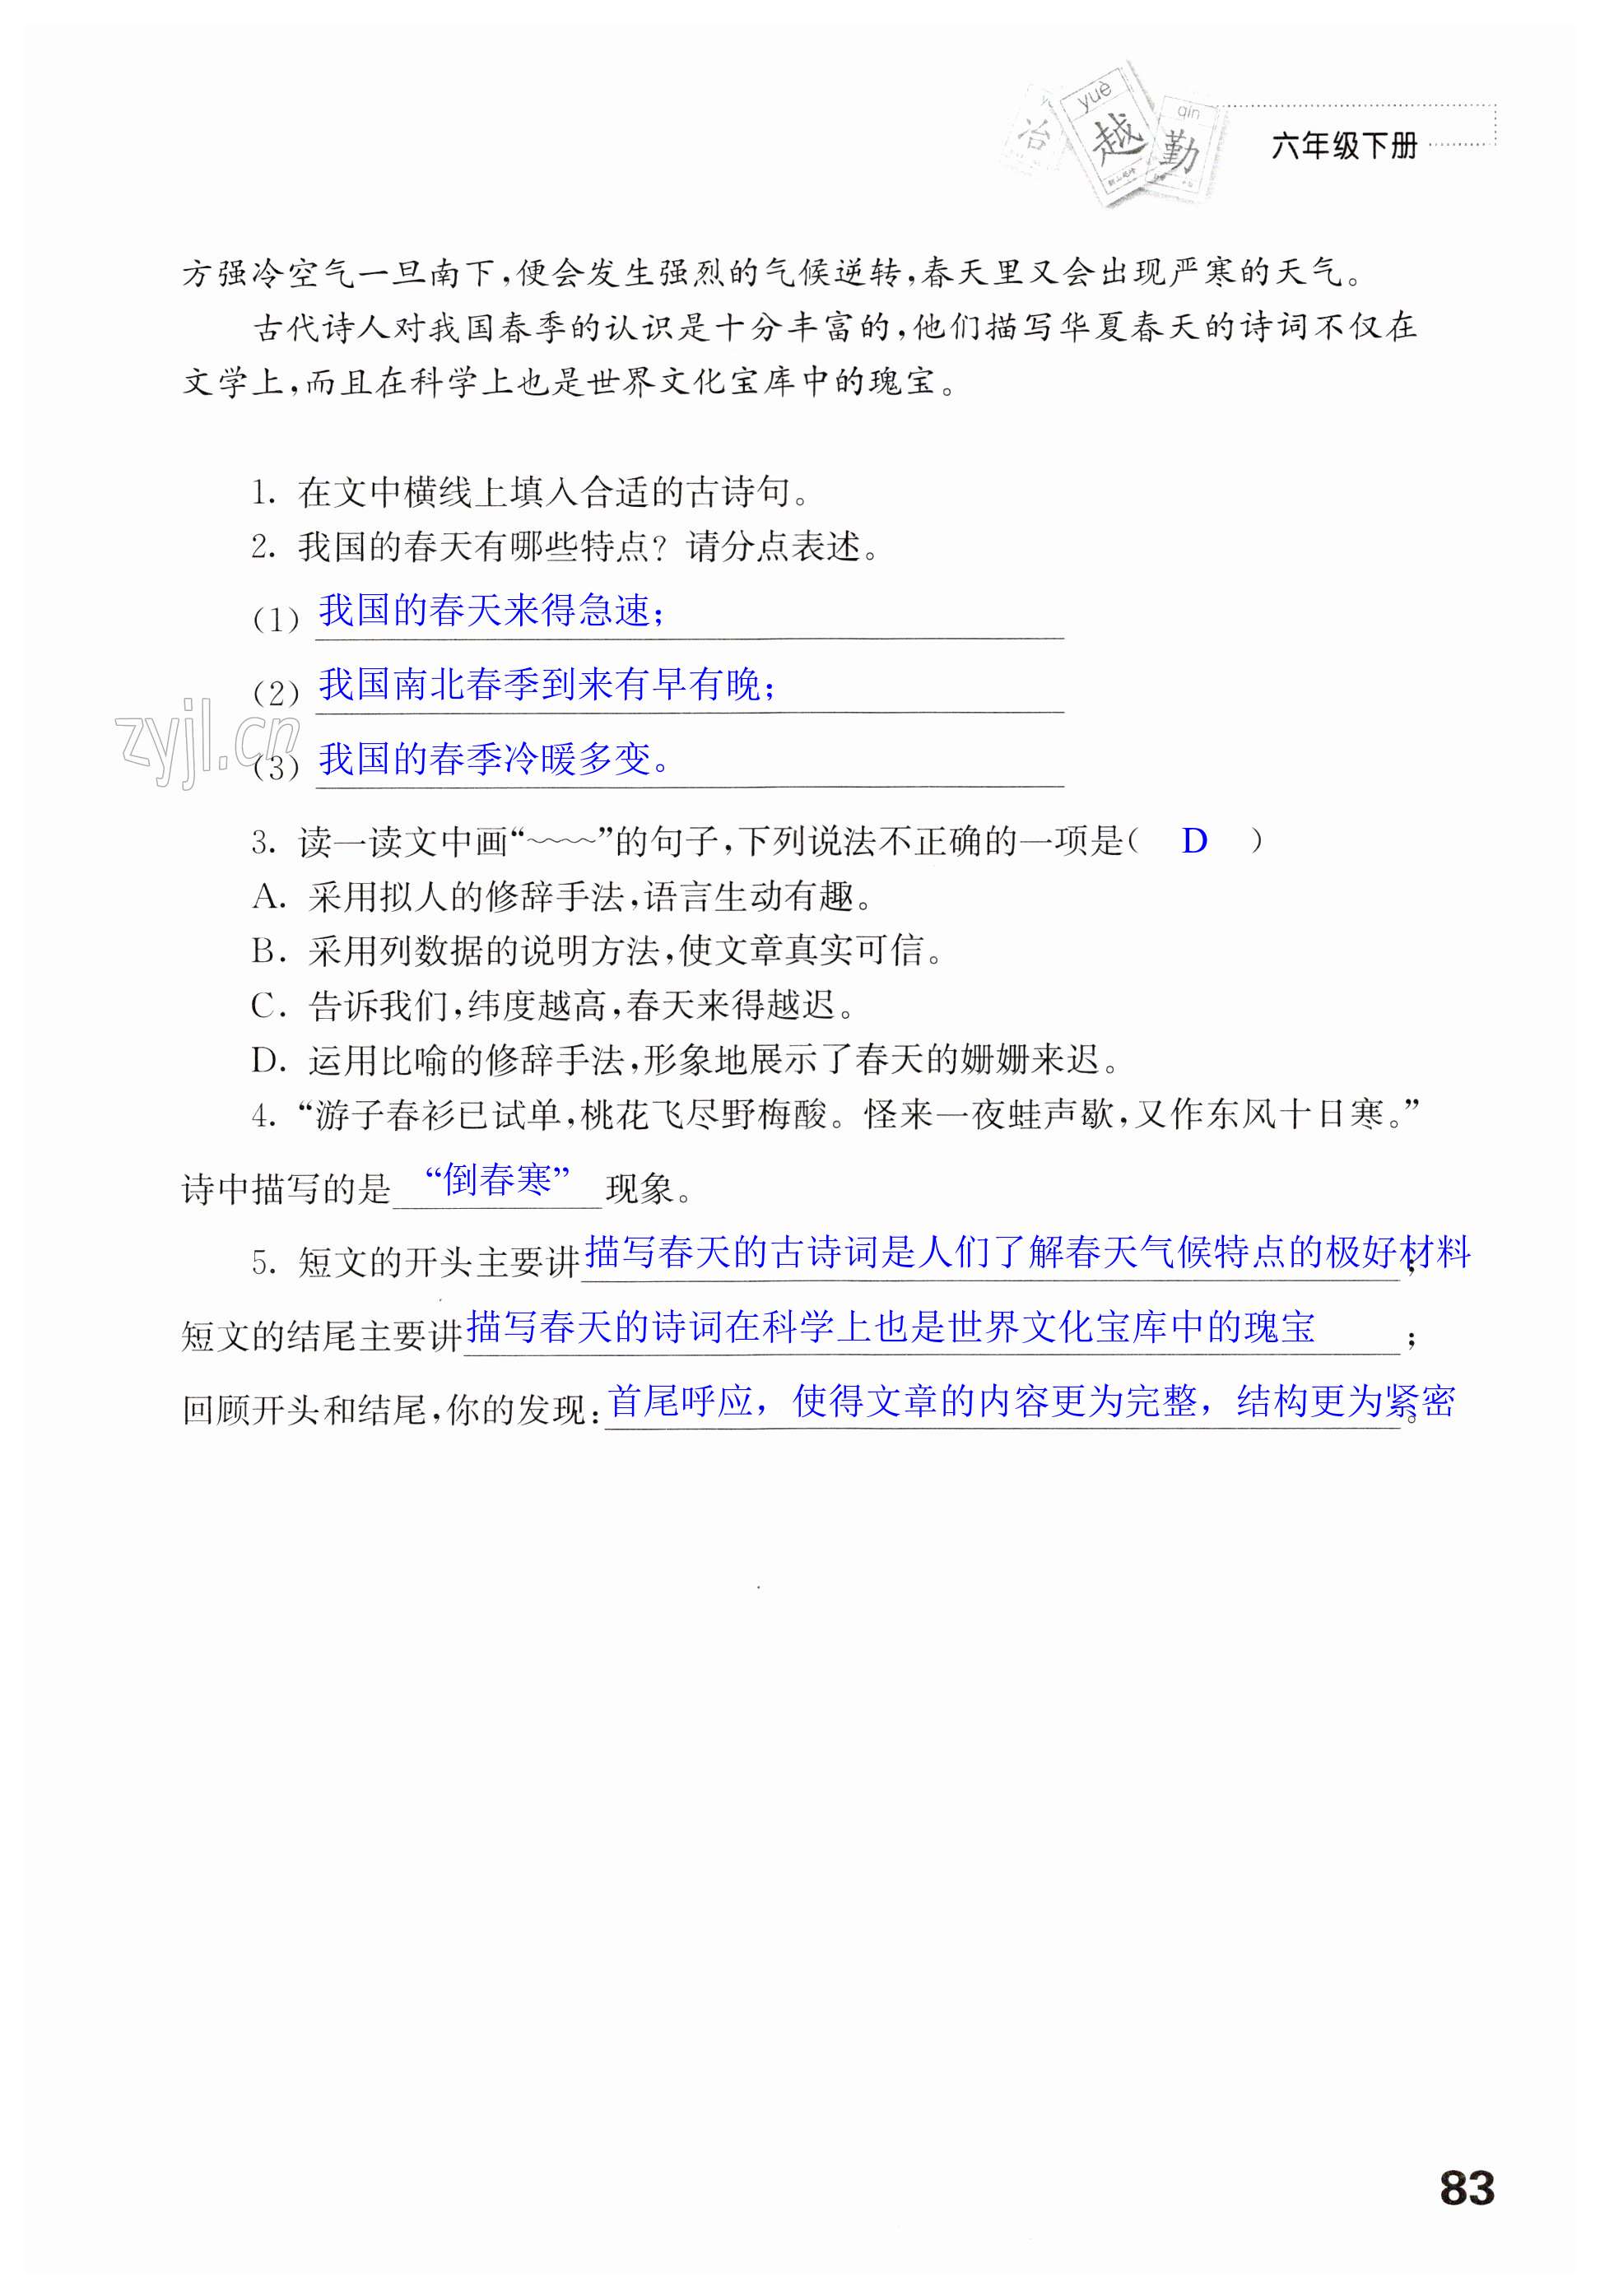 yuè
qín
冶
越
勤
六年级下册
方强冷空气一旦南下,便会发生强烈的气候逆转,春天里又会出现严寒的天气。
古代诗人对我国春季的认识是十分丰富的,他们描写华夏春天的诗词不仅在
文学上,而且在科学上也是世界文化宝库中的瑰宝。
1. 在文中横线上填入合适的古诗句。
2. 我国的春天有哪些特点？请分点表述。
(1) 我国的春天来得急速；
(2) 我国南北春季到来有早有晚；
zyjl.cn
(3) 我国的春季冷暖多变。
3. 读一读文中画“﹏﹏”的句子,下列说法不正确的一项是( D )
A. 采用拟人的修辞手法,语言生动有趣。
B. 采用列数据的说明方法,使文章真实可信。
C. 告诉我们,纬度越高,春天来得越迟。
D. 运用比喻的修辞手法,形象地展示了春天的姗姗来迟。
4. “游子春衫已试单,桃花飞尽野梅酸。怪来一夜蛙声歇,又作东风十日寒。”
诗中描写的是 “倒春寒” 现象。
5. 短文的开头主要讲描写春天的古诗词是人们了解春天气候特点的极好材料;
短文的结尾主要讲描写春天的诗词在科学上也是世界文化宝库中的瑰宝;
回顾开头和结尾,你的发现:首尾呼应，使得文章的内容更为完整，结构更为紧密。
83